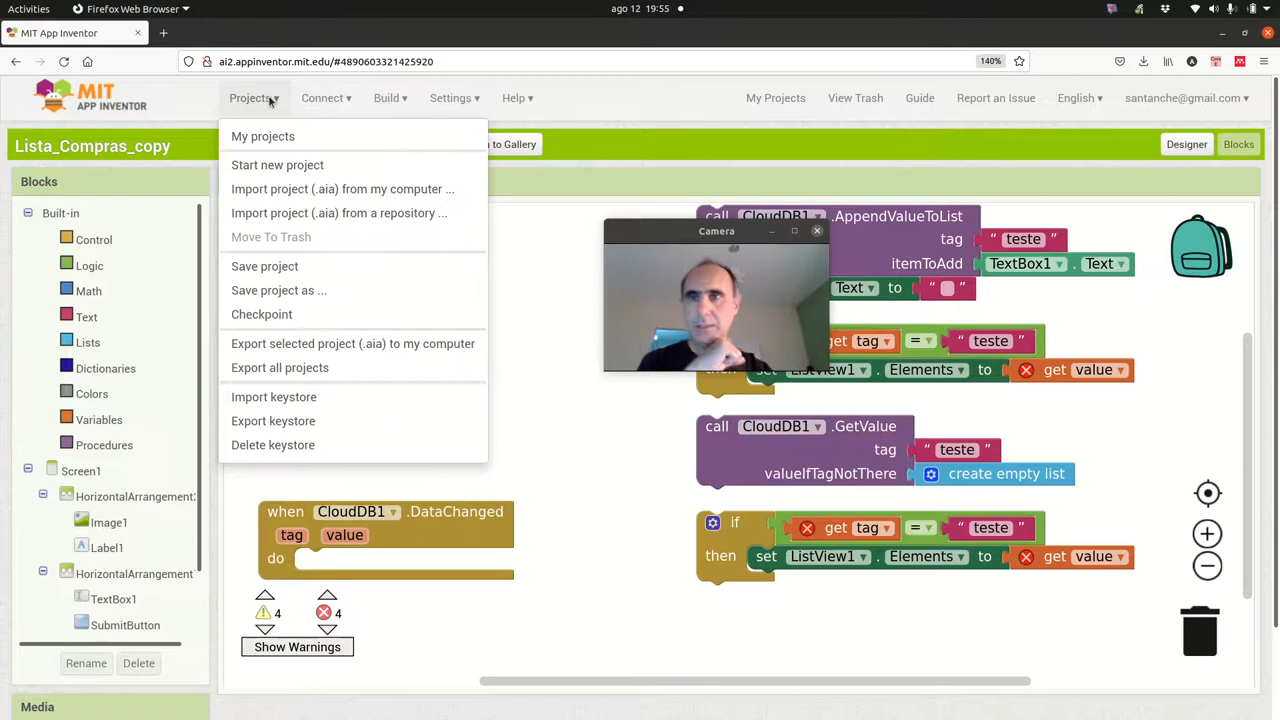 Activities
Firefox Web Browser
ago 12 19:55
MIT App Inventor
ai2.appinventor.mit.edu/#4890603321425920
140%
MIT
APP INVENTOR
Projects
Connect
Build
Settings
Help
My Projects
View Trash
Guide
Report an Issue
English
santanche@gmail.com
Lista_Compras_copy
to Gallery
Designer
Blocks
Blocks
Built-in
Control
Logic
Math
Text
Lists
Dictionaries
Colors
Variables
Procedures
Screen1
HorizontalArrangement
Image1
Label1
HorizontalArrangement
TextBox1
SubmitButton
Rename
Delete
Media
My projects
Start new project
Import project (.aia) from my computer ...
Import project (.aia) from a repository ...
Move To Trash
Save project
Save project as ...
Checkpoint
Export selected project (.aia) to my computer
Export all projects
Import keystore
Export keystore
Delete keystore
when CloudDB1 .DataChanged
tag value
do
4 4
Show Warnings
Camera
call CloudDB1 .AppendValueToList
tag " teste "
itemToAdd TextBox1 . Text
Text to " "
get tag = " teste "
then set ListView1 . Elements to get value
call CloudDB1 .GetValue
tag " teste "
valueIfTagNotThere create empty list
if get tag = " teste "
then set ListView1 . Elements to get value